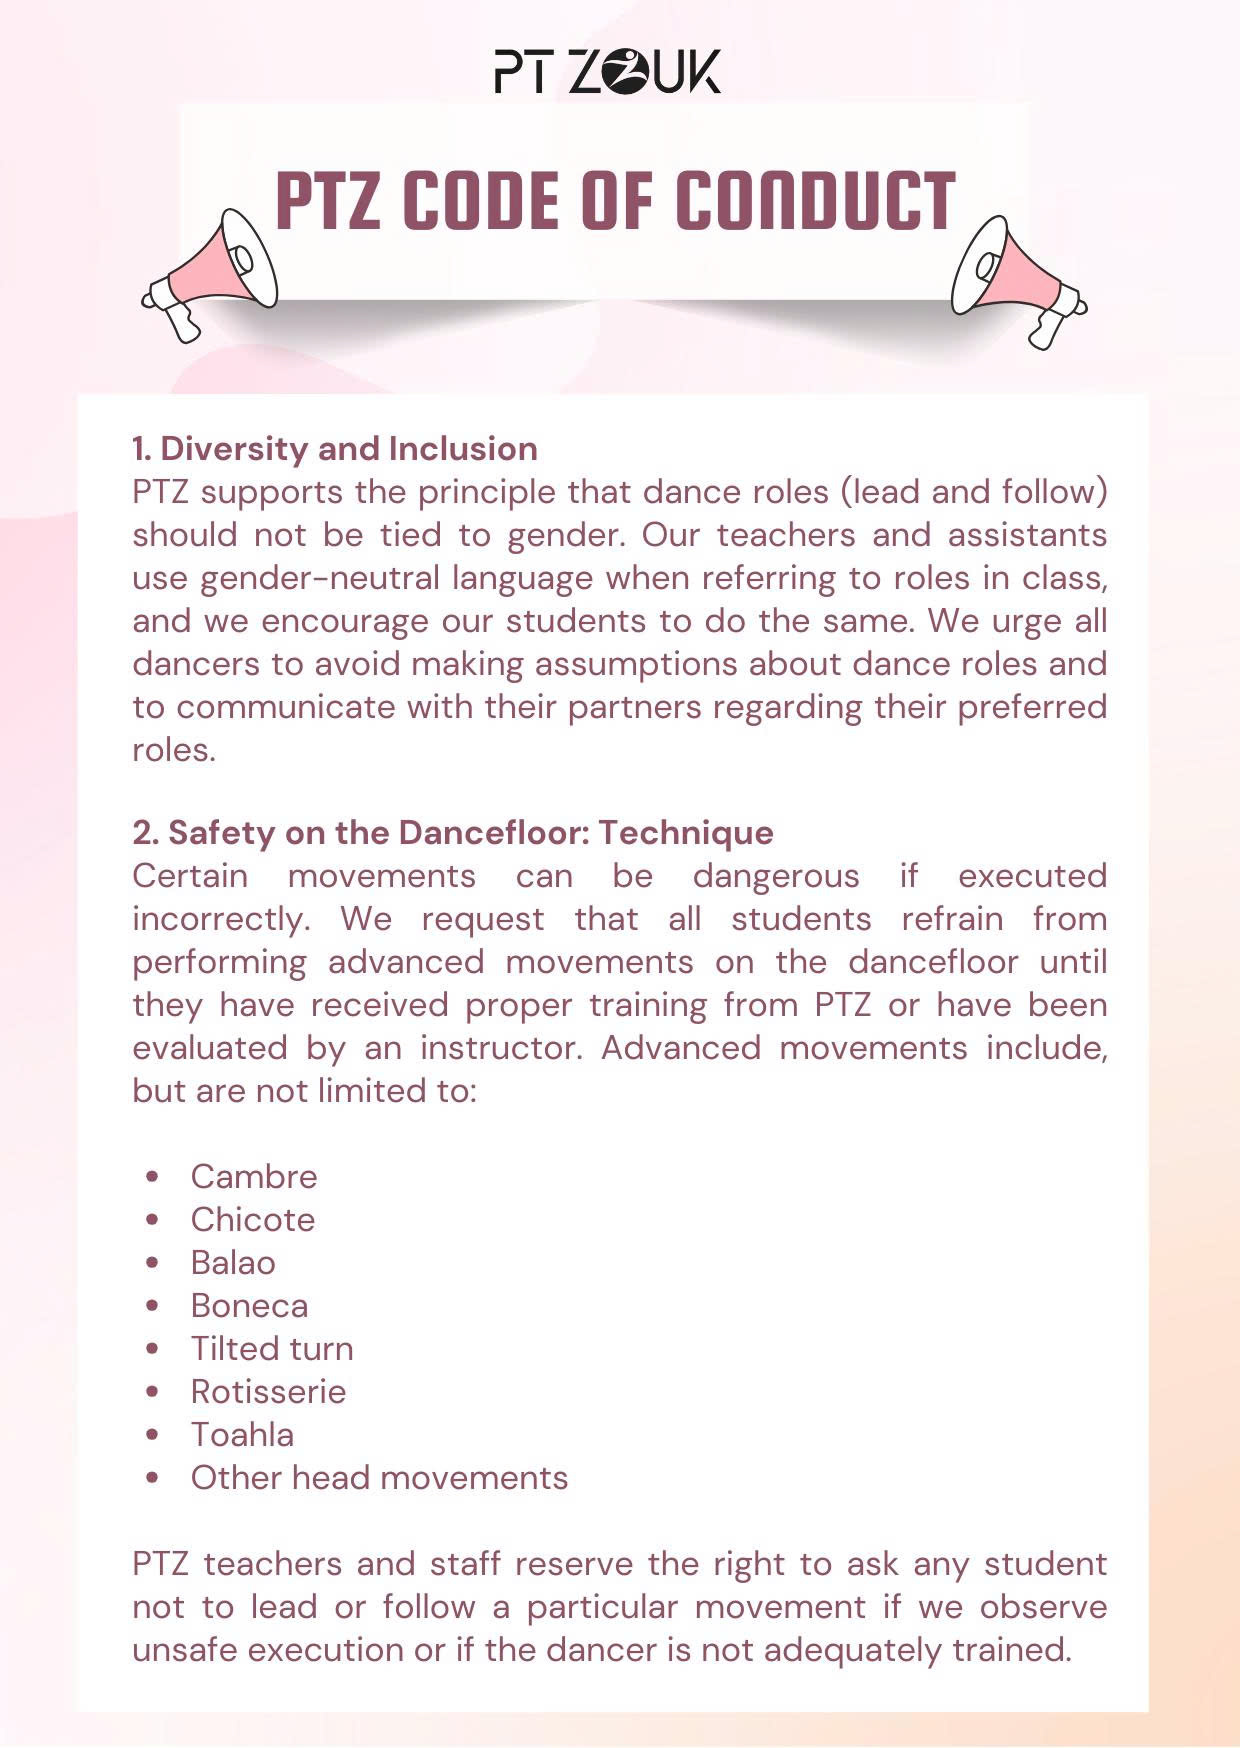 PT ZOUK
PTZ CODE OF CONDUCT
1. Diversity and Inclusion
PTZ supports the principle that dance roles (lead and follow)
should not be tied to gender. Our teachers and assistants
use gender-neutral language when referring to roles in class,
and we encourage our students to do the same. We urge all
dancers to avoid making assumptions about dance roles and
to communicate with their partners regarding their preferred
roles.
2. Safety on the Dancefloor: Technique
Certain movements can be dangerous if executed
incorrectly. We request that all students refrain from
performing advanced movements on the dancefloor until
they have received proper training from PTZ or have been
evaluated by an instructor. Advanced movements include,
but are not limited to:
• Cambre
• Chicote
• Balao
• Boneca
• Tilted turn
• Rotisserie
• Toahla
• Other head movements
PTZ teachers and staff reserve the right to ask any student
not to lead or follow a particular movement if we observe
unsafe execution or if the dancer is not adequately trained.